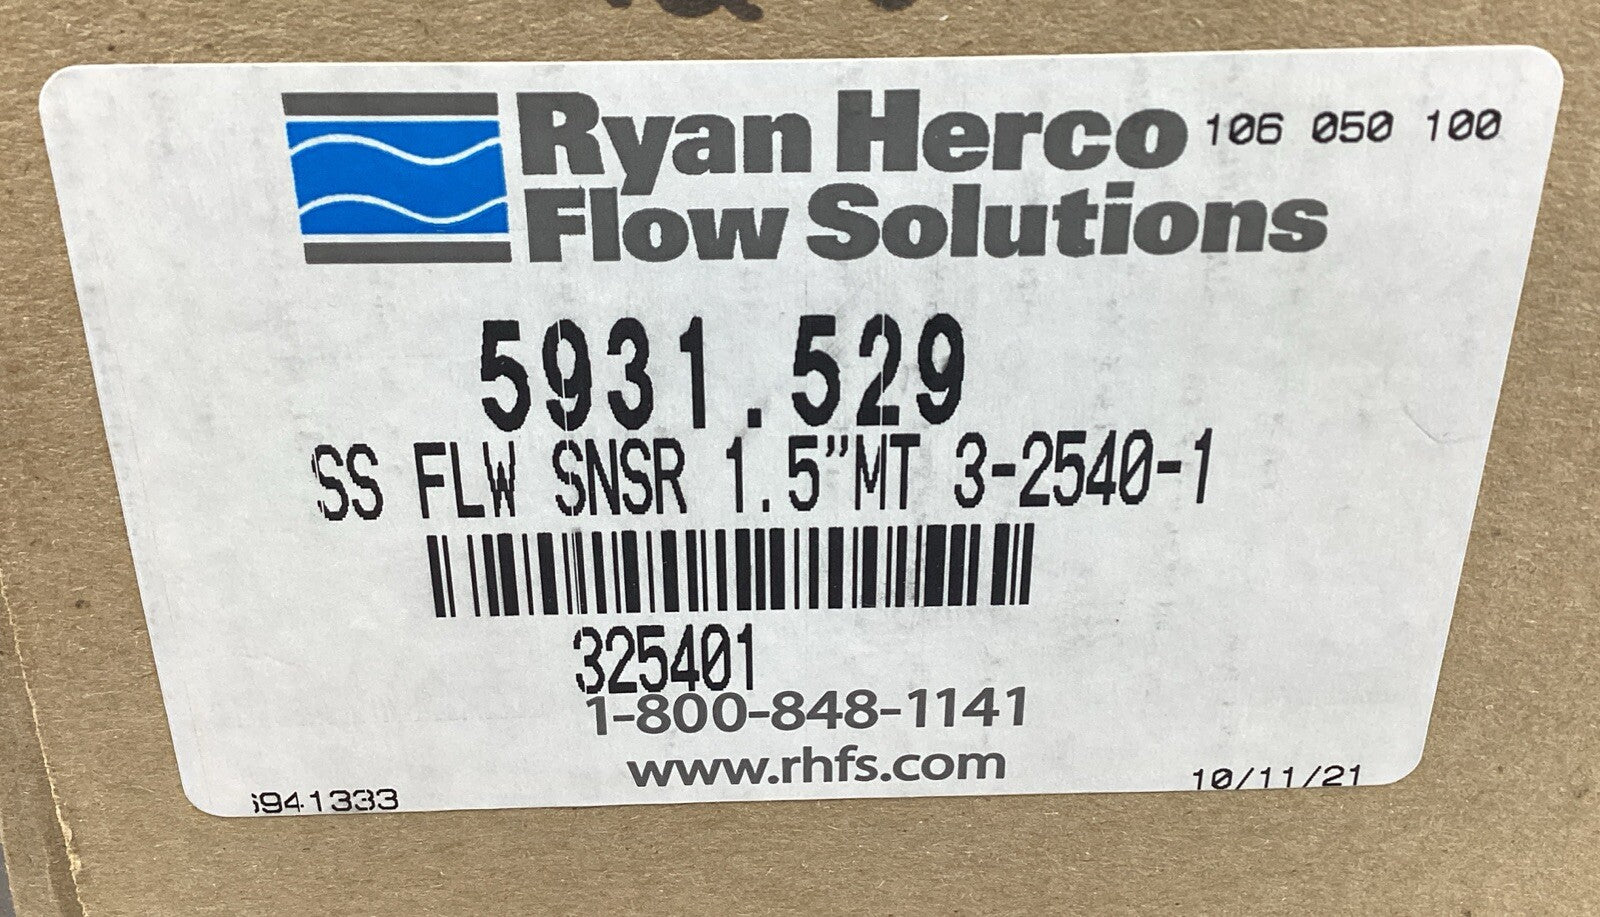 Ryan Herco 106 050 100
Flow Solutions
5931.529
SS FLW SNSR 1.5"MT 3-2540-1
325401
1-800-848-1141
www.rhfs.com
10/11/21